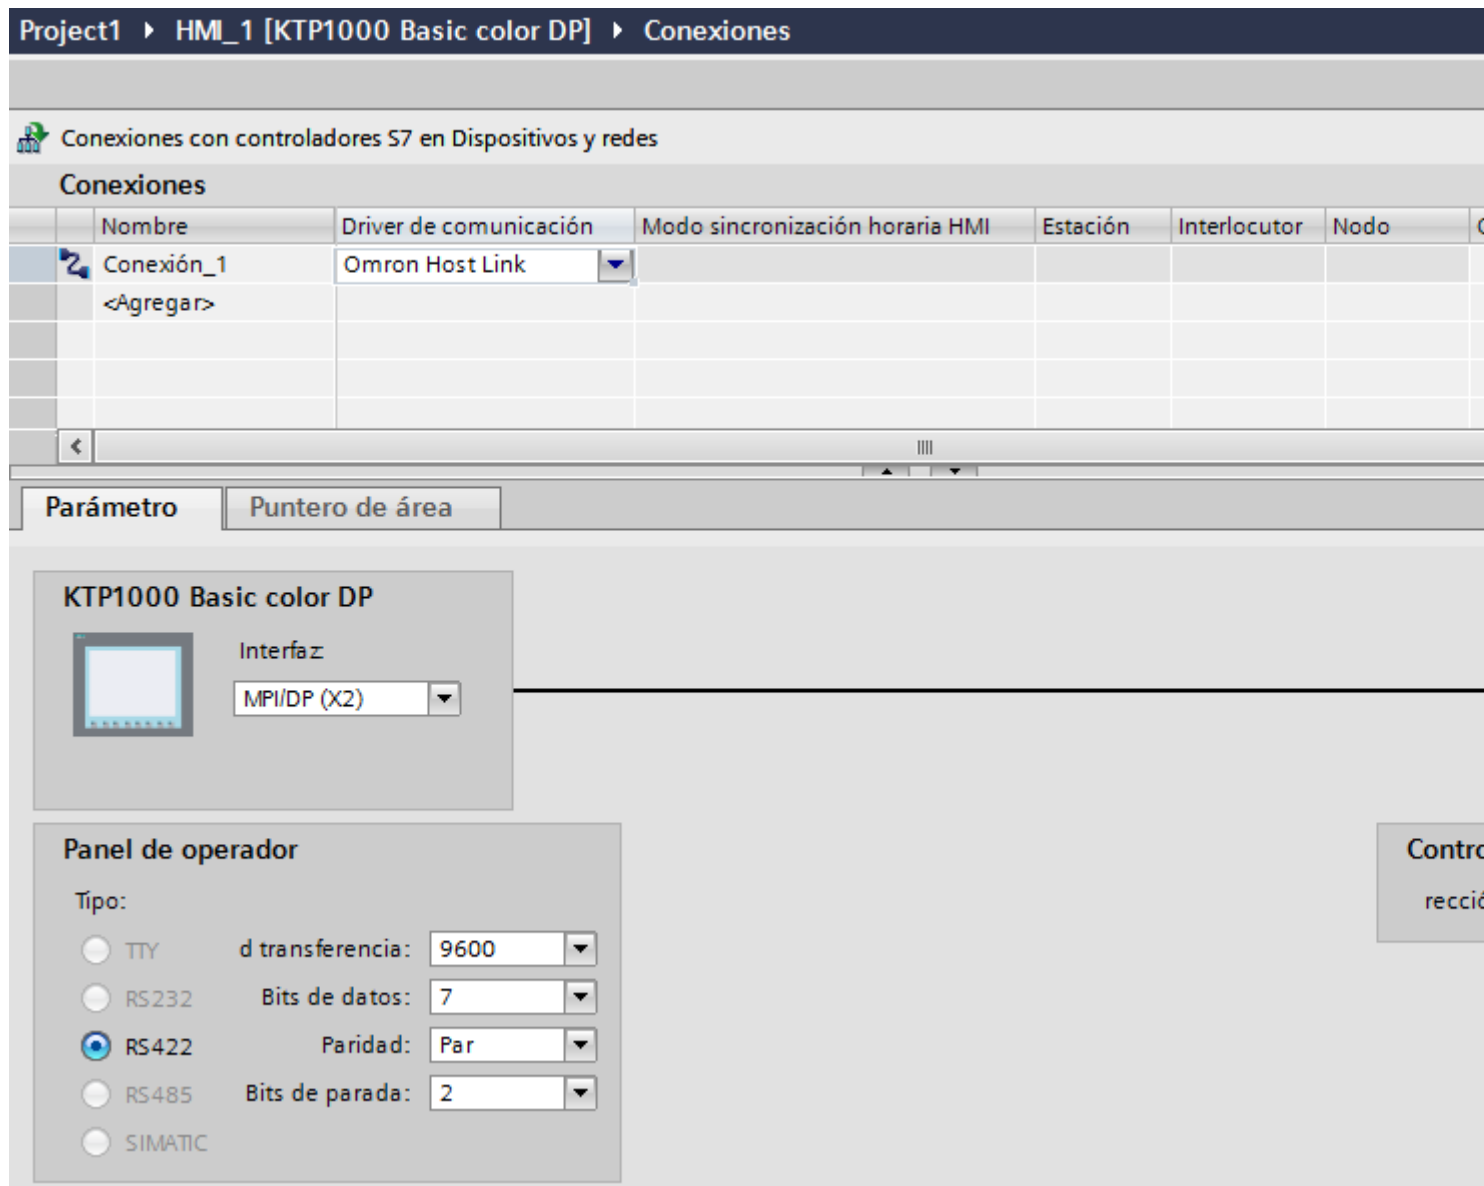 Project1 ▸ HMI_1 [KTP1000 Basic color DP] ▸ Conexiones
Conexiones con controladores S7 en Dispositivos y redes
Conexiones
Nombre Driver de comunicación Modo sincronización horaria HMI Estación Interlocutor Nodo
Conexión_1 Omron Host Link
<Agregar>
Parámetro Puntero de área
KTP1000 Basic color DP
Interfaz:
MPI/DP (X2)
Panel de operador
Contro
Tipo:
recció
TTY d transferencia: 9600
RS232 Bits de datos: 7
RS422 Paridad: Par
RS485 Bits de parada: 2
SIMATIC